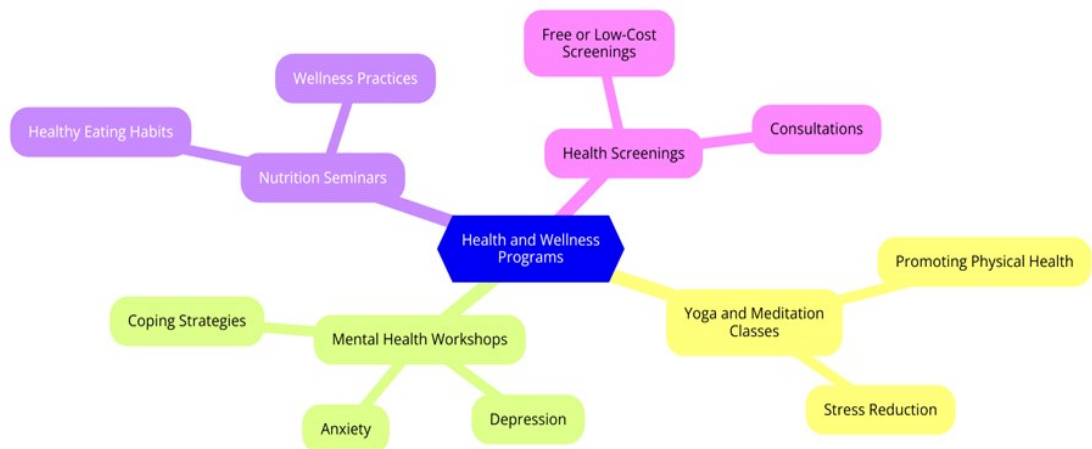 Free or Low-Cost
Screenings
Wellness Practices
Healthy Eating Habits
Consultations
Health Screenings
Nutrition Seminars
Health and Wellness
Programs
Promoting Physical Health
Coping Strategies
Mental Health Workshops
Yoga and Meditation
Classes
Anxiety
Depression
Stress Reduction